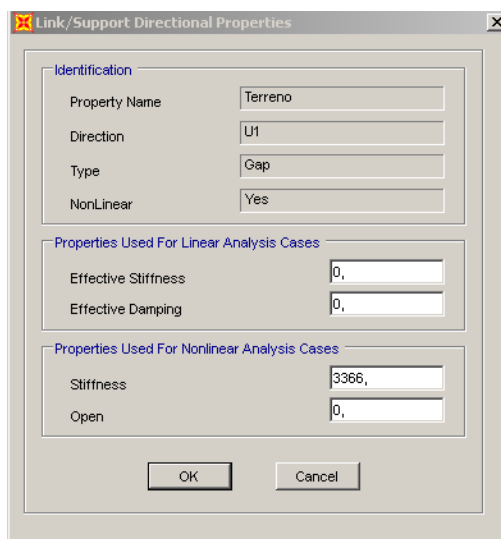 Link/Support Directional Properties
Identification
Property Name Terreno
Direction U1
Type Gap
NonLinear Yes
Properties Used For Linear Analysis Cases
Effective Stiffness 0,
Effective Damping 0,
Properties Used For Nonlinear Analysis Cases
Stiffness 3366,
Open 0,
OK Cancel